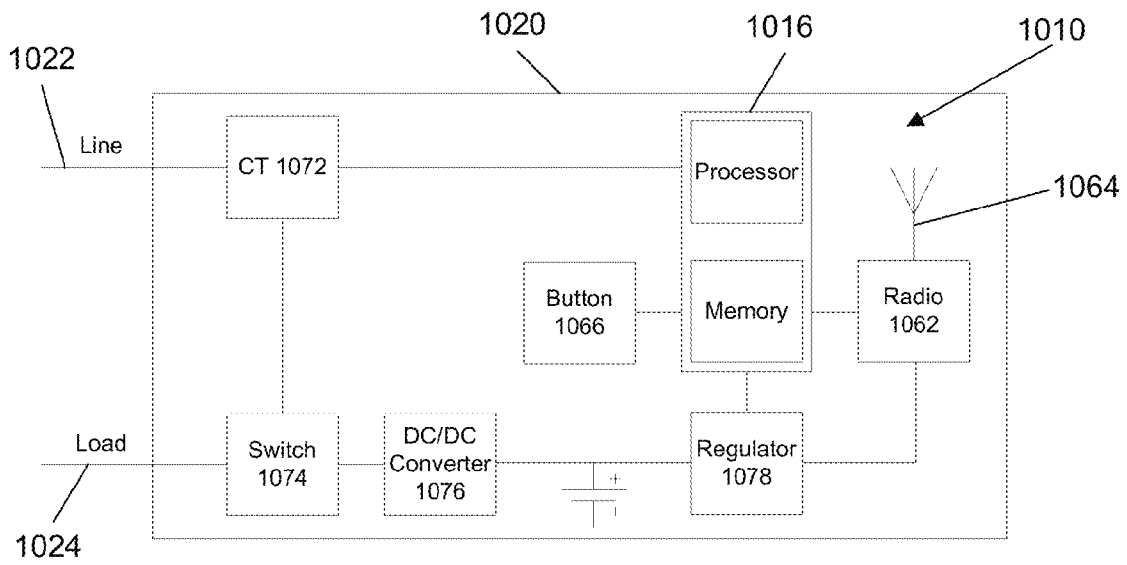 1022
1020
1016
1010
Line
CT 1072
Processor
1064
Button
1066
Memory
Radio
1062
Load
Switch
1074
DC/DC
Converter
1076
+
Regulator
1078
1024